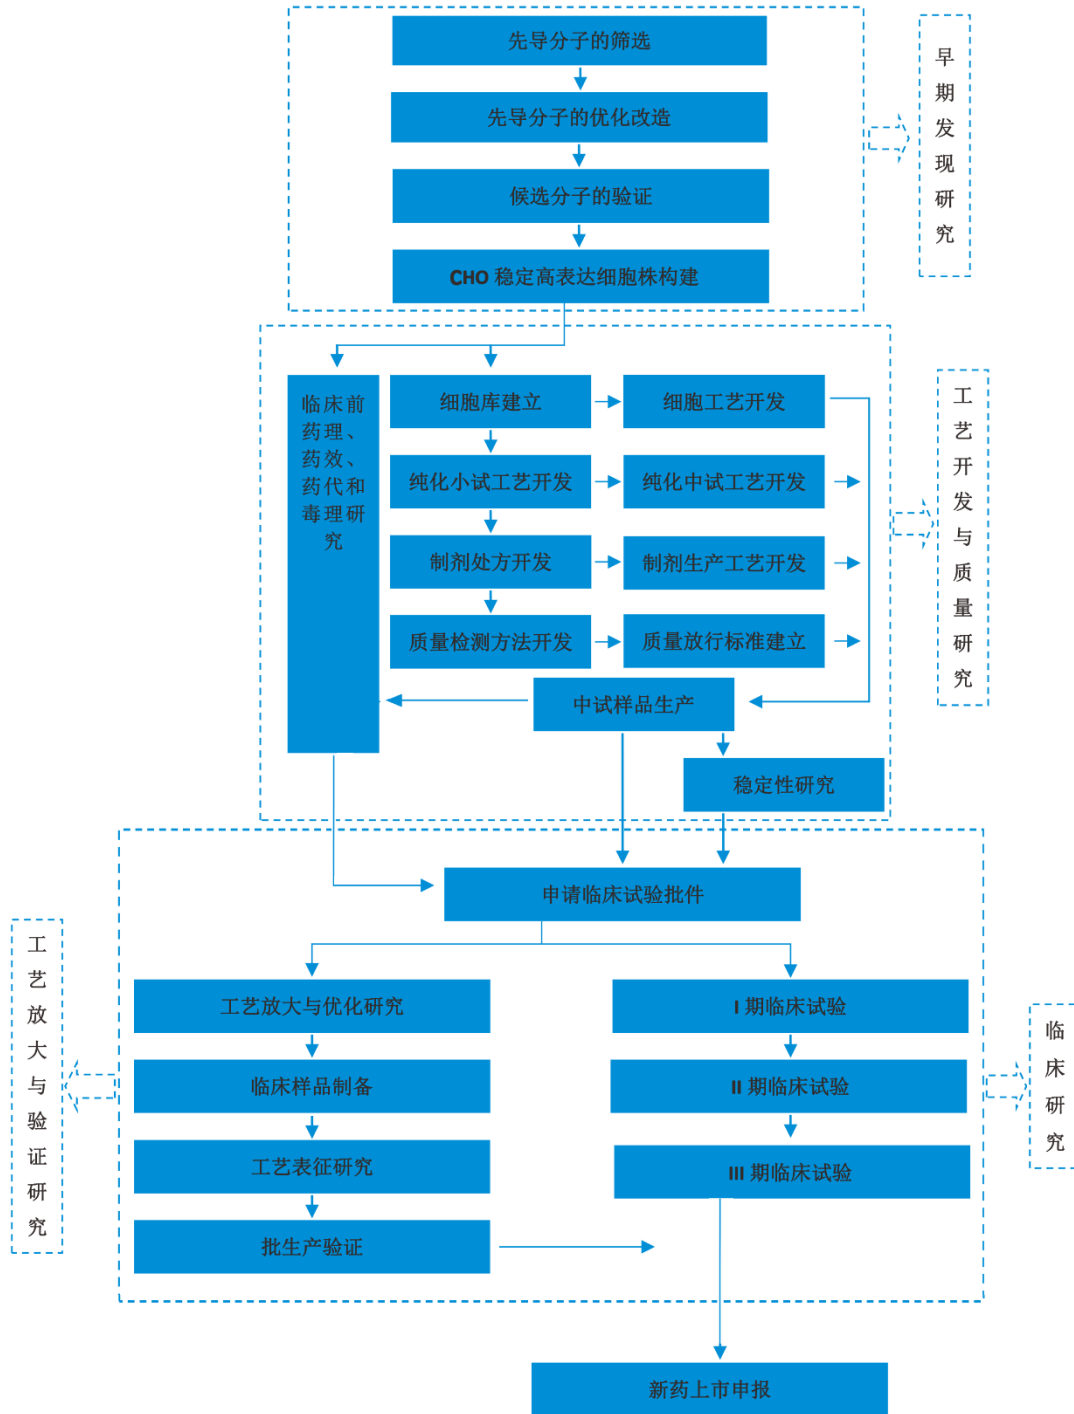 先导分子的筛选
先导分子的优化改造
候选分子的验证
CHO 稳定高表达细胞株构建
早
期
发
现
研
究
临床前
药理、
药效、
药代和
毒理研
究
细胞库建立
细胞工艺开发
纯化小试工艺开发
纯化中试工艺开发
制剂处方开发
制剂生产工艺开发
质量检测方法开发
质量放行标准建立
中试样品生产
稳定性研究
工
艺
开
发
与
质
量
研
究
申请临床试验批件
工艺放大与优化研究
临床样品制备
工艺表征研究
批生产验证
I 期临床试验
II 期临床试验
III 期临床试验
工
艺
放
大
与
验
证
研
究
临
床
研
究
新药上市申报